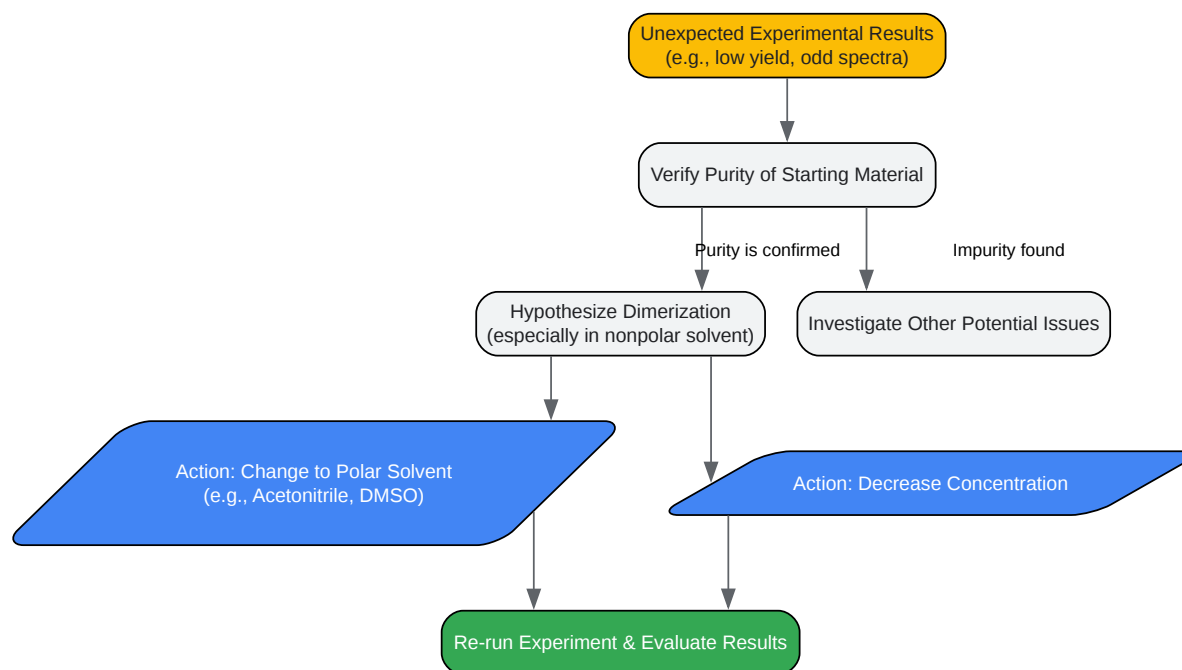 Unexpected Experimental Results
(e.g., low yield, odd spectra)
Verify Purity of Starting Material
Purity is confirmed
Impurity found
Hypothesize Dimerization
(especially in nonpolar solvent)
Investigate Other Potential Issues
Action: Change to Polar Solvent
(e.g., Acetonitrile, DMSO)
Action: Decrease Concentration
Re-run Experiment & Evaluate Results